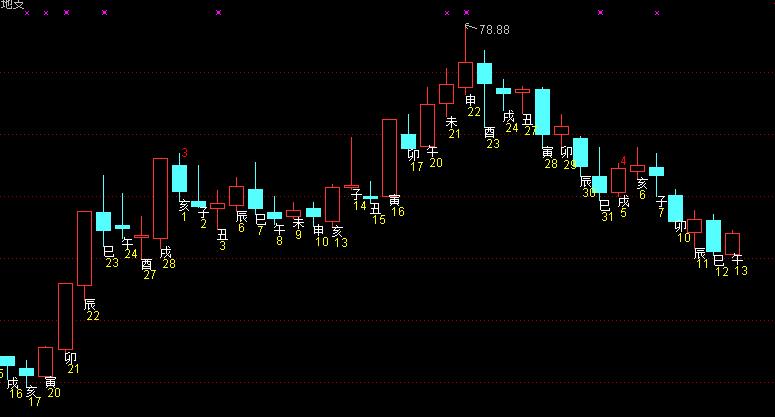 地支
78.88
戌
16
亥
17
寅
20
卯
21
辰
22
巳
23
午
24
酉
27
戌
28
3
亥
1
子
2
丑
3
辰
6
巳
7
午
8
未
9
申
10
亥
13
子
14
丑
15
寅
16
卯
17
午
20
未
21
申
22
酉
23
戌
24
丑
27
寅
28
卯
29
辰
30
巳
31
4
戌
5
亥
6
子
7
卯
10
辰
11
巳
12
午
13